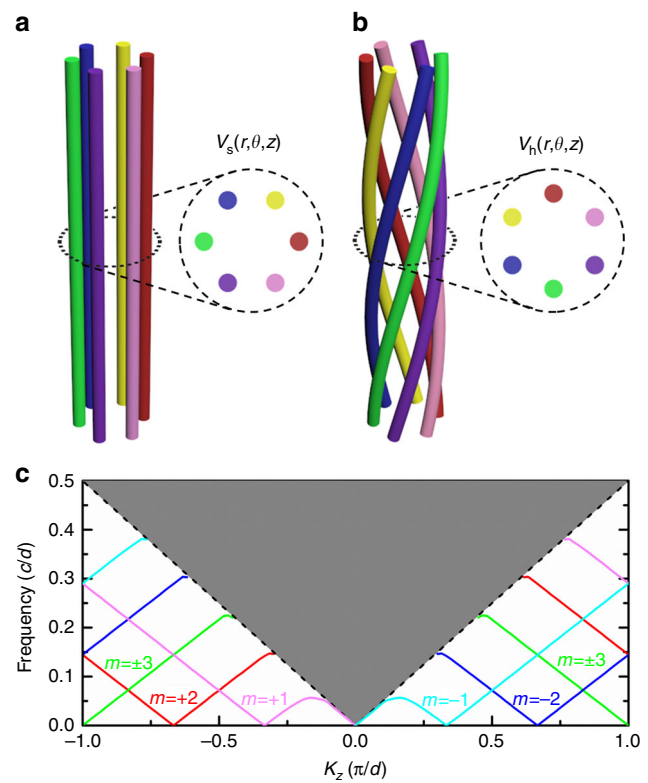 a
b
Vs(r,θ,z)
Vh(r,θ,z)
c
0.5
0.4
0.3
0.2
0.1
0.0
Frequency (c/d)
m=±3
m=+2
m=+1
m=−1
m=−2
m=±3
−1.0
−0.5
0.0
0.5
1.0
Kz (π/d)